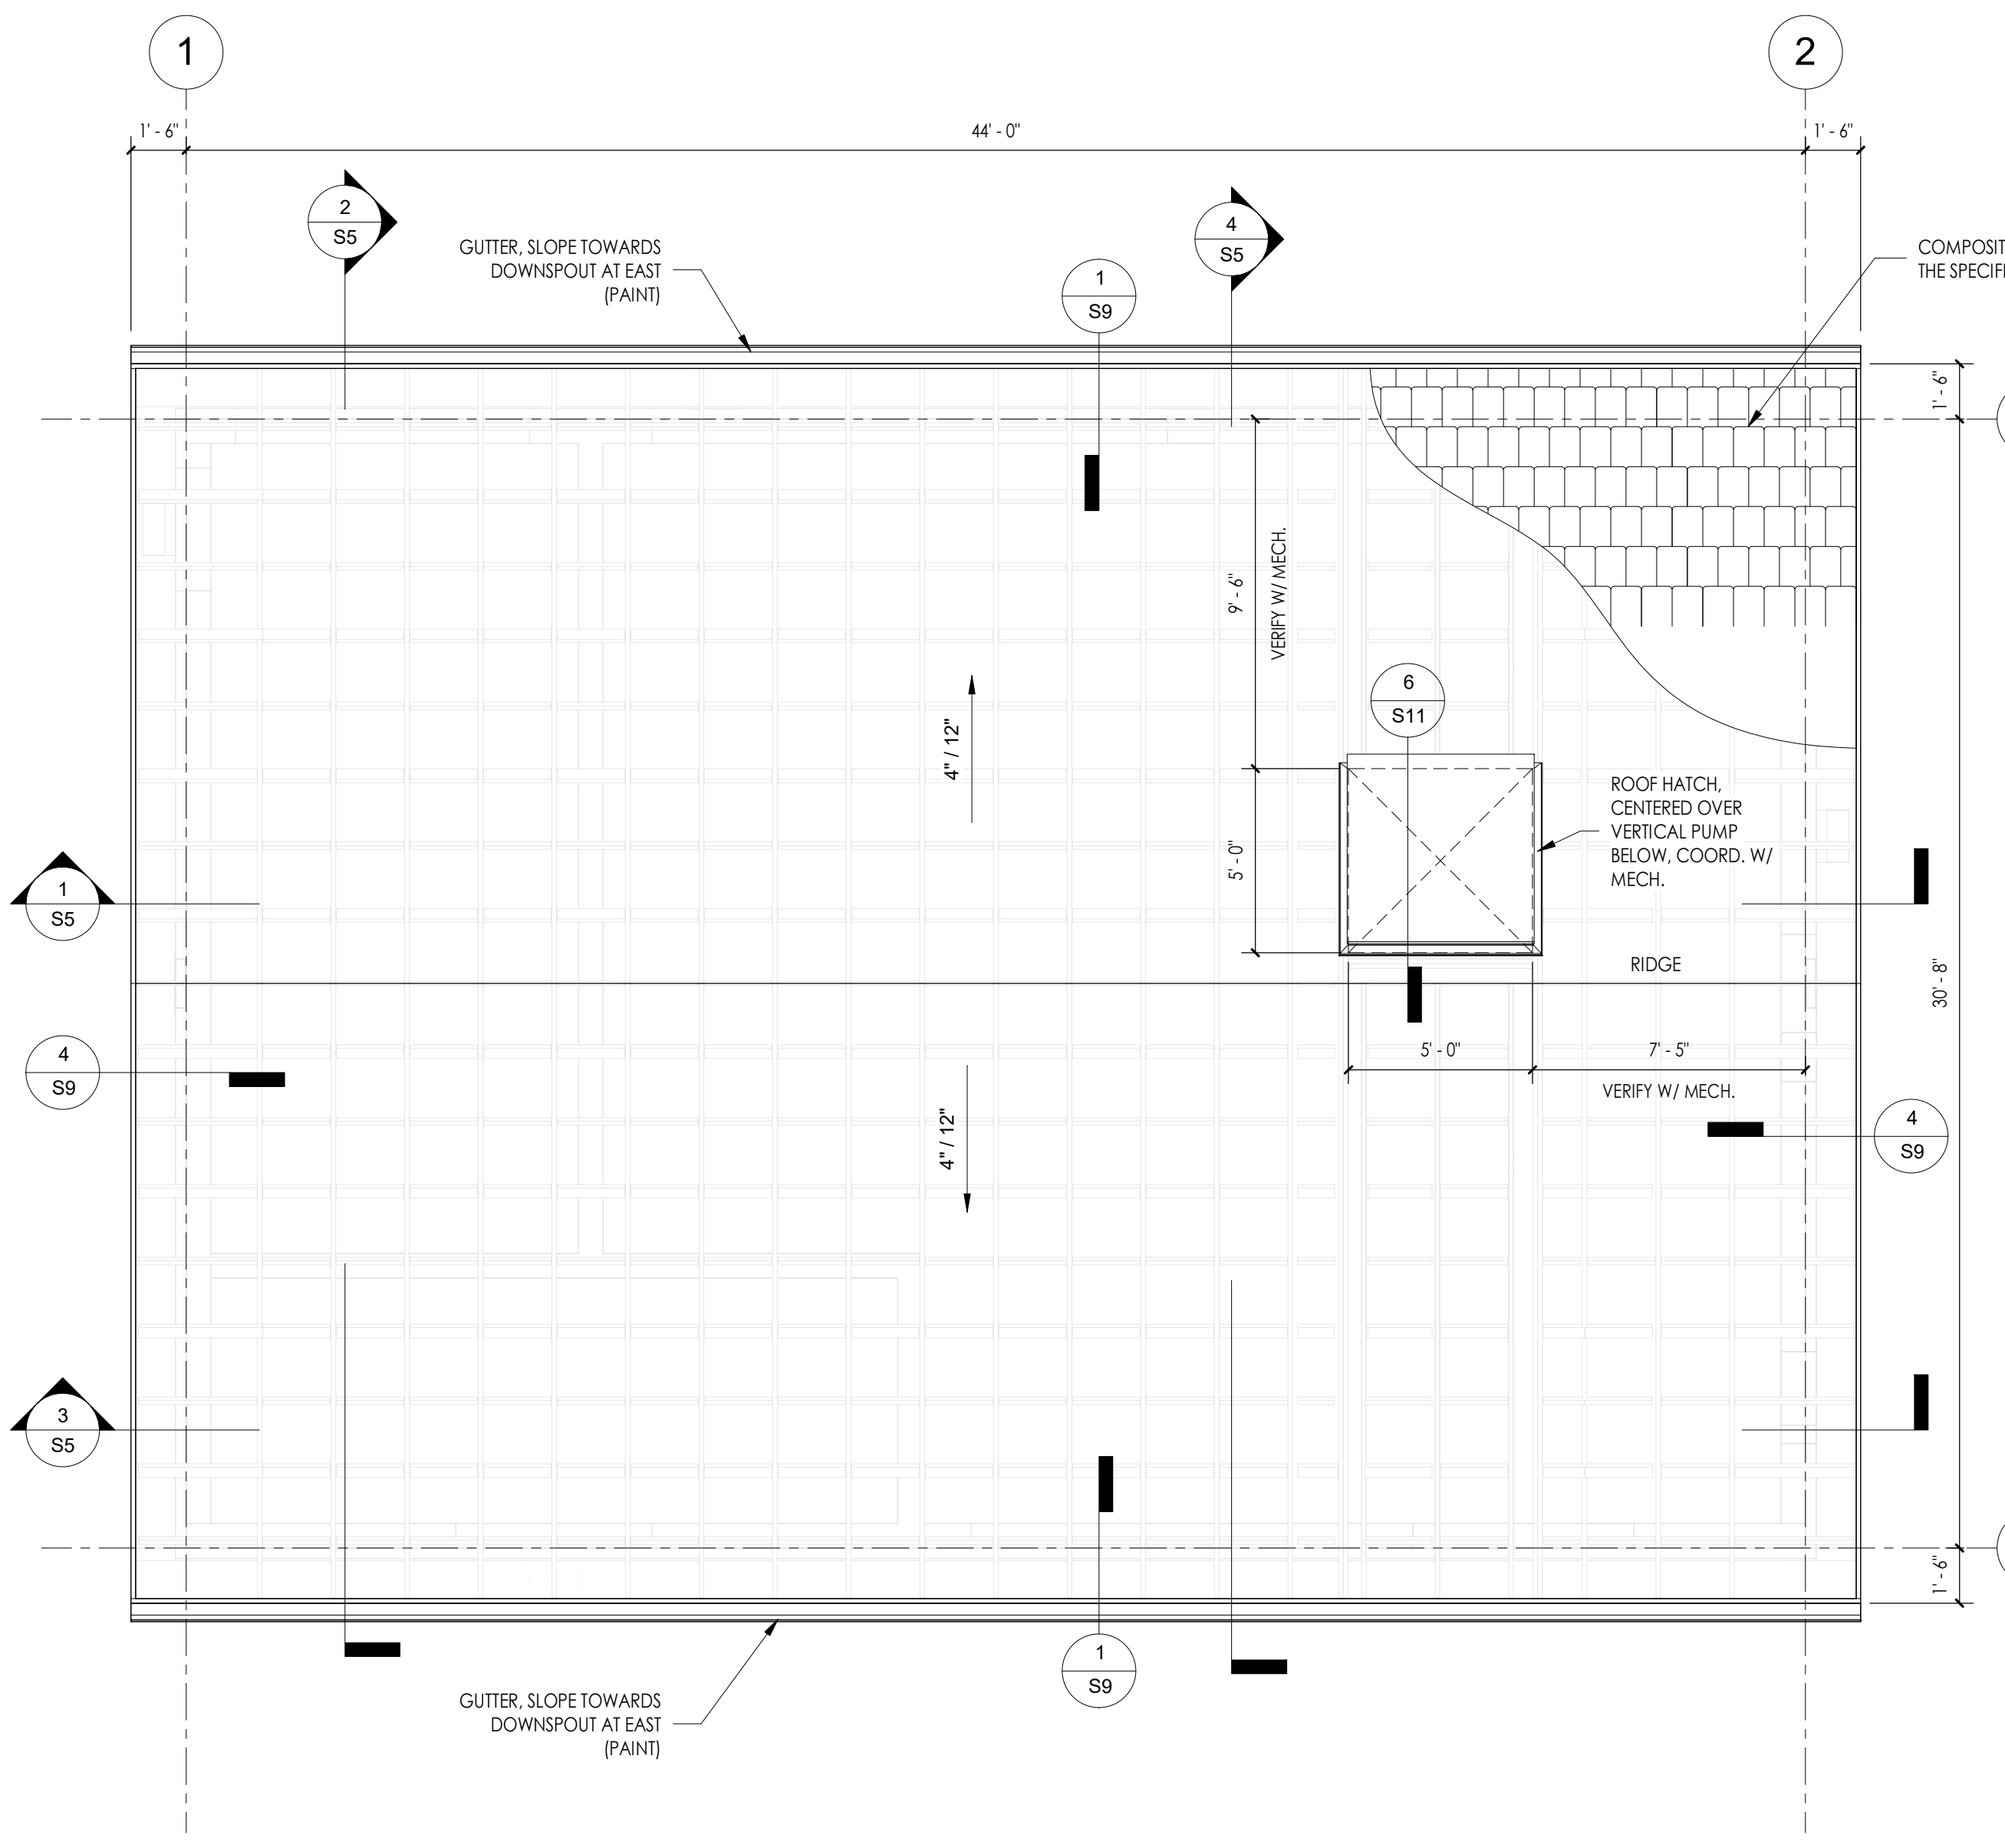 1
2
1' - 6"
44' - 0"
1' - 6"
2
S5
4
S5
GUTTER, SLOPE TOWARDS
DOWNSPOUT AT EAST
(PAINT)
1
S9
COMPOSIT
THE SPECIF
1' - 6"
9' - 6"
VERIFY W/ MECH.
6
S11
4" / 12"
ROOF HATCH,
CENTERED OVER
VERTICAL PUMP
BELOW, COORD. W/
MECH.
5' - 0"
1
S5
RIDGE
30' - 8"
5' - 0"
7' - 5"
VERIFY W/ MECH.
4
S9
4" / 12"
4
S9
3
S5
1' - 6"
1
S9
GUTTER, SLOPE TOWARDS
DOWNSPOUT AT EAST
(PAINT)